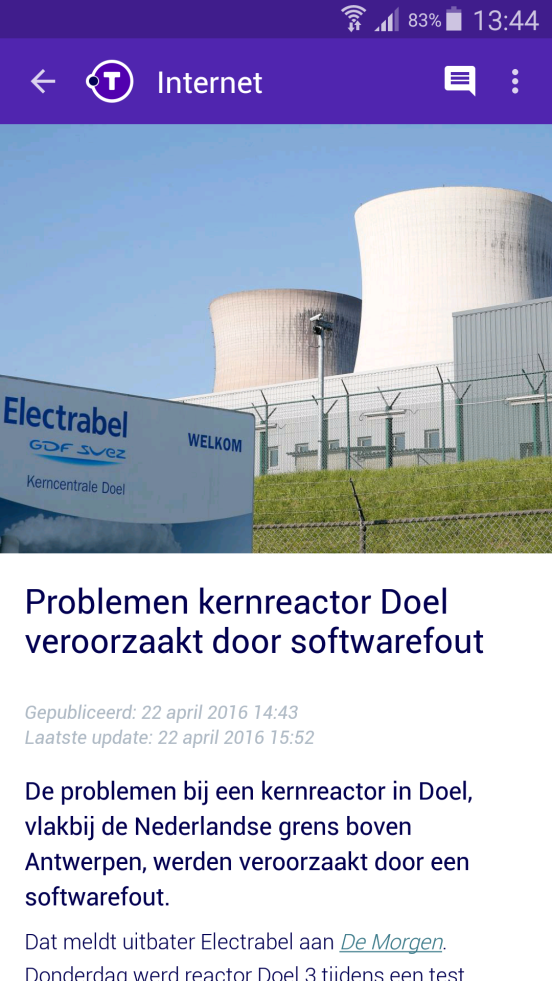 83% 13:44
T Internet
Electrabel
GDF SUEZ
WELKOM
Kerncentrale Doel
Problemen kernreactor Doel
veroorzaakt door softwarefout
Gepubliceerd: 22 april 2016 14:43
Laatste update: 22 april 2016 15:52
De problemen bij een kernreactor in Doel,
vlakbij de Nederlandse grens boven
Antwerpen, werden veroorzaakt door een
softwarefout.
Dat meldt uitbater Electrabel aan De Morgen.
Donderdag werd reactor Doel 3 tijdens een test